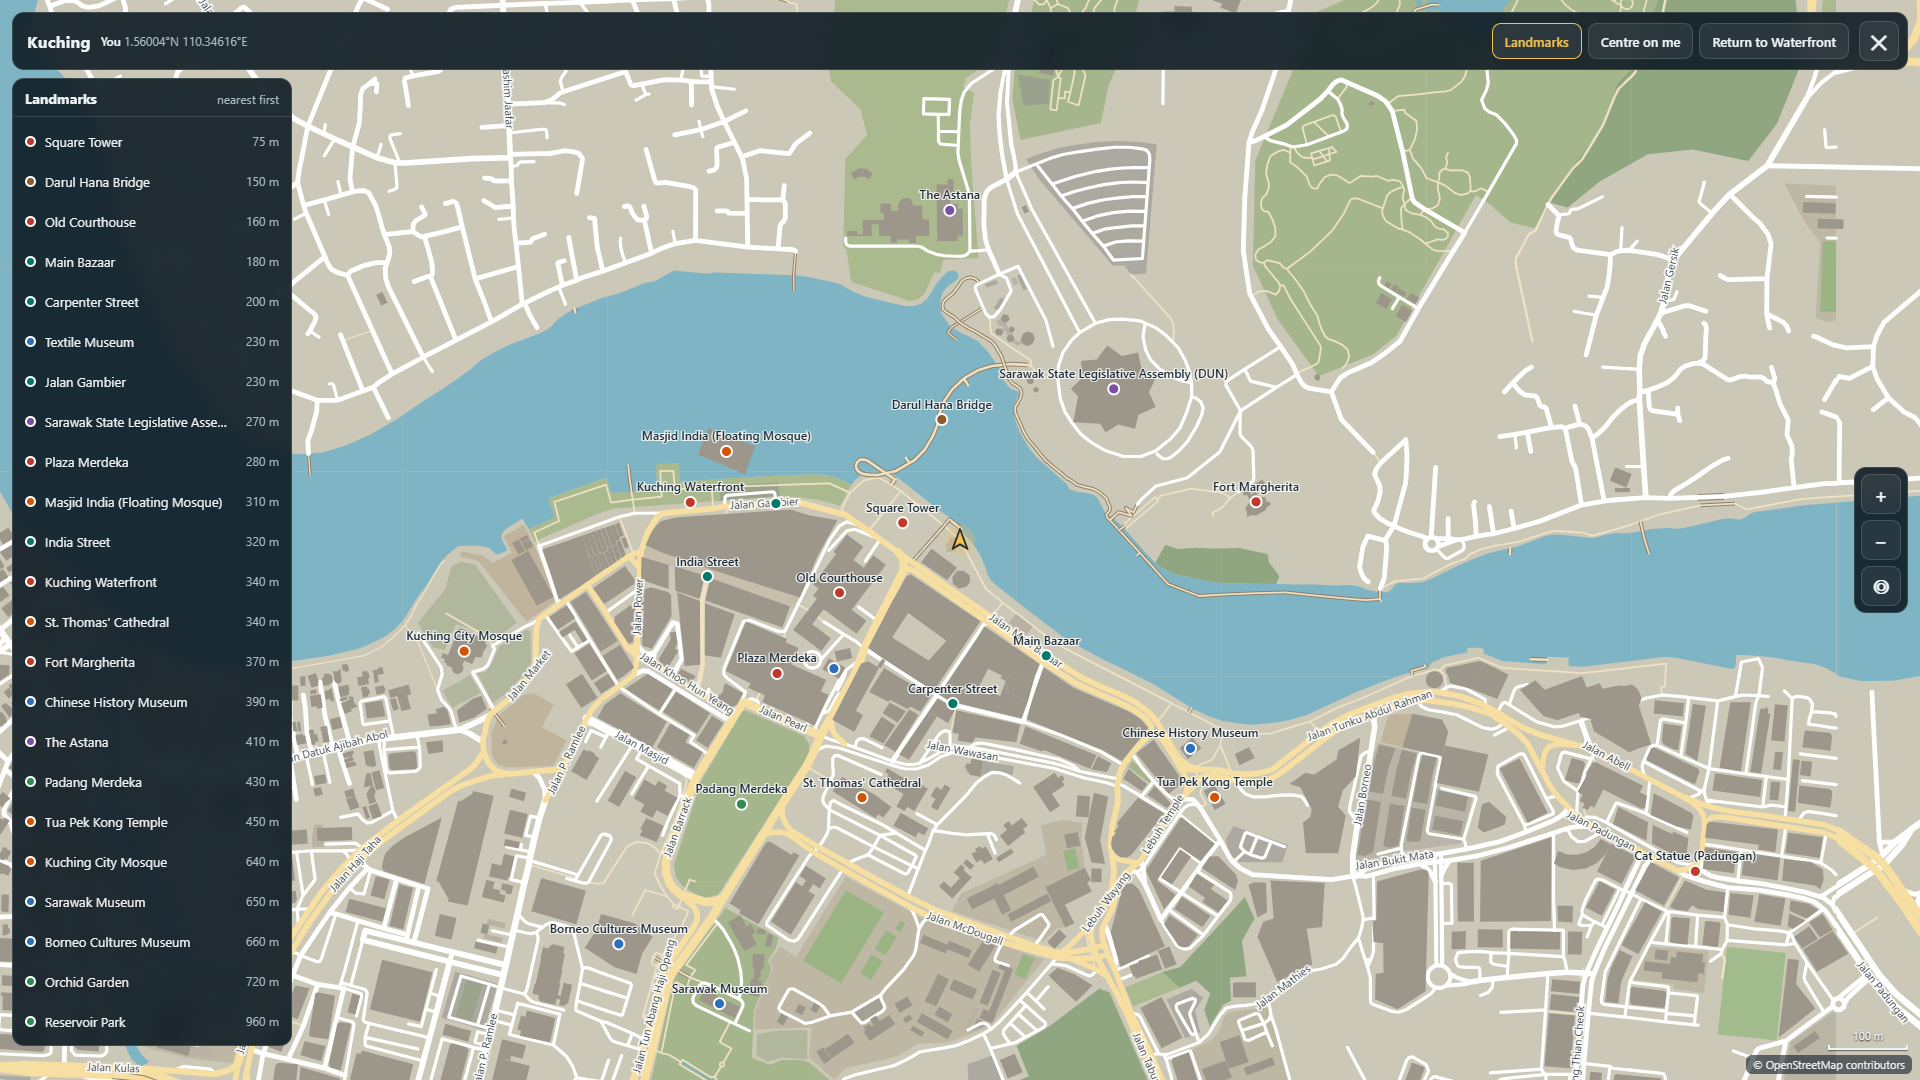 Kuching You 1.56004°N 110.34616°E
Landmarks
Centre on me
Return to Waterfront
Landmarks nearest first
Square Tower 75 m
Darul Hana Bridge 150 m
Old Courthouse 160 m
Main Bazaar 180 m
Carpenter Street 200 m
Textile Museum 230 m
Jalan Gambier 230 m
Sarawak State Legislative Asse... 270 m
Plaza Merdeka 280 m
Masjid India (Floating Mosque) 310 m
India Street 320 m
Kuching Waterfront 340 m
St. Thomas' Cathedral 340 m
Fort Margherita 370 m
Chinese History Museum 390 m
The Astana 410 m
Padang Merdeka 430 m
Tua Pek Kong Temple 450 m
Kuching City Mosque 640 m
Sarawak Museum 650 m
Borneo Cultures Museum 660 m
Orchid Garden 720 m
Reservoir Park 960 m
The Astana
Jalan Gersik
Sarawak State Legislative Assembly (DUN)
Darul Hana Bridge
Masjid India (Floating Mosque)
Kuching Waterfront
Fort Margherita
Square Tower
India Street
Old Courthouse
Jalan Power
Kuching City Mosque
Main Bazaar
Plaza Merdeka
Jalan Market
Jalan Khoo Hun Yeang
Carpenter Street
Jalan Pearl
Jalan Tunku Abdul Rahman
Chinese History Museum
Jalan Masjid
Jalan Wawasan
Jalan P. Ramlee
Jalan Abell
Tua Pek Kong Temple
St. Thomas' Cathedral
Padang Merdeka
Jalan Borneo
Jalan Barrack
Lebuh Temple
Jalan Padungan
Jalan Haji Taha
Jalan Bukit Mata
Cat Statue (Padungan)
Lebuh Wayang
Borneo Cultures Museum
Jalan McDougall
Jalan Tun Abang Haji Openg
Sarawak Museum
Jalan Mathies
Jalan Padungan
Jalan P. Ramlee
Jalan Kulas
100 m
© OpenStreetMap contributors